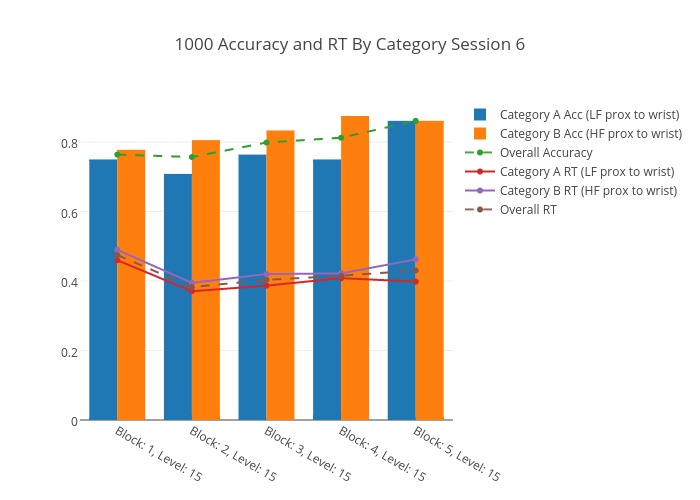 1000 Accuracy and RT By Category Session 6
Category A Acc (LF prox to wrist)
Category B Acc (HF prox to wrist)
Overall Accuracy
Category A RT (LF prox to wrist)
Category B RT (HF prox to wrist)
Overall RT
0.8
0.6
0.4
0.2
0
Block: 1, Level: 15
Block: 2, Level: 15
Block: 3, Level: 15
Block: 4, Level: 15
Block: 5, Level: 15